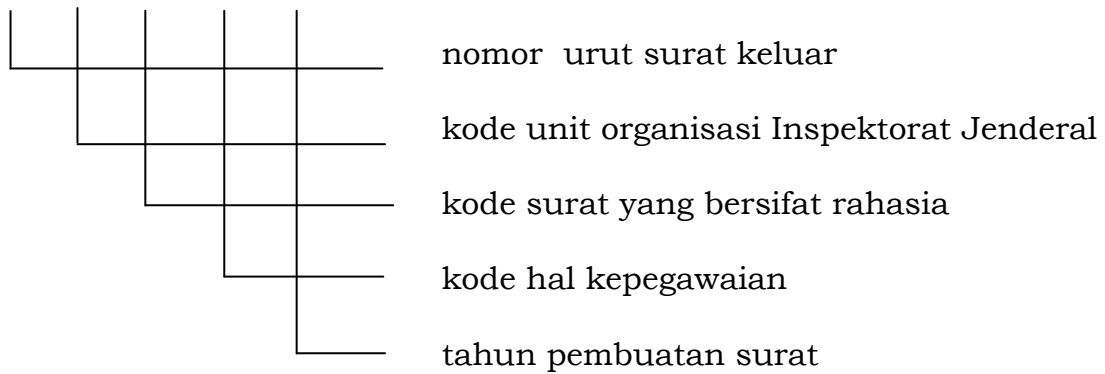 nomor urut surat keluar
kode unit organisasi Inspektorat Jenderal
kode surat yang bersifat rahasia
kode hal kepegawaian
tahun pembuatan surat